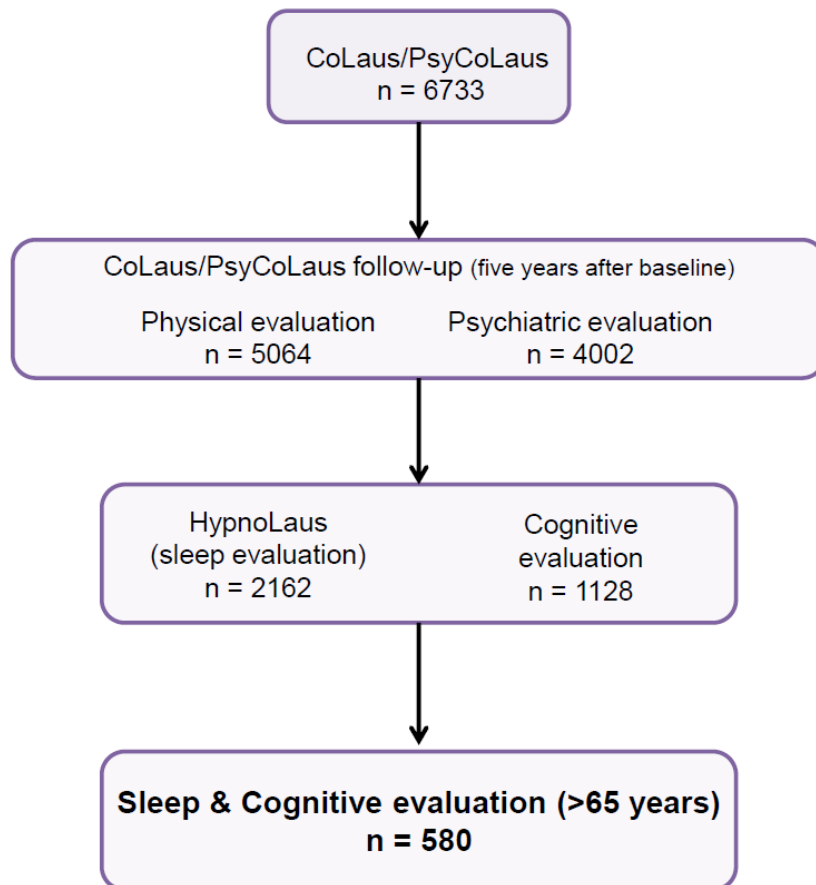 CoLaus/PsyCoLaus
n = 6733
CoLaus/PsyCoLaus follow-up (five years after baseline)
Physical evaluation
n = 5064
Psychiatric evaluation
n = 4002
HypnoLaus
(sleep evaluation)
n = 2162
Cognitive
evaluation
n = 1128
Sleep & Cognitive evaluation (>65 years)
n = 580